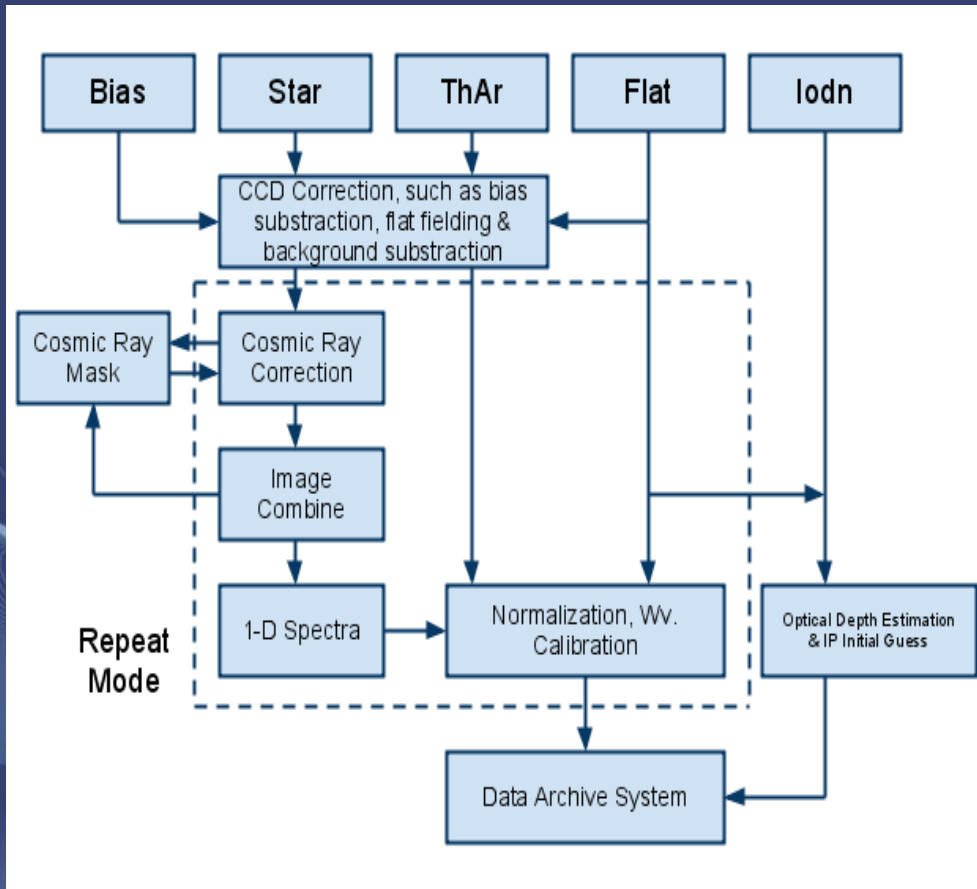 Bias
Star
ThAr
Flat
Iodn
CCD Correction, such as bias
substraction, flat fielding &
background substraction
Cosmic Ray
Mask
Cosmic Ray
Correction
Image
Combine
1-D Spectra
Normalization, Wv.
Calibration
Optical Depth Estimation
& IP Initial Guess
Repeat
Mode
Data Archive System